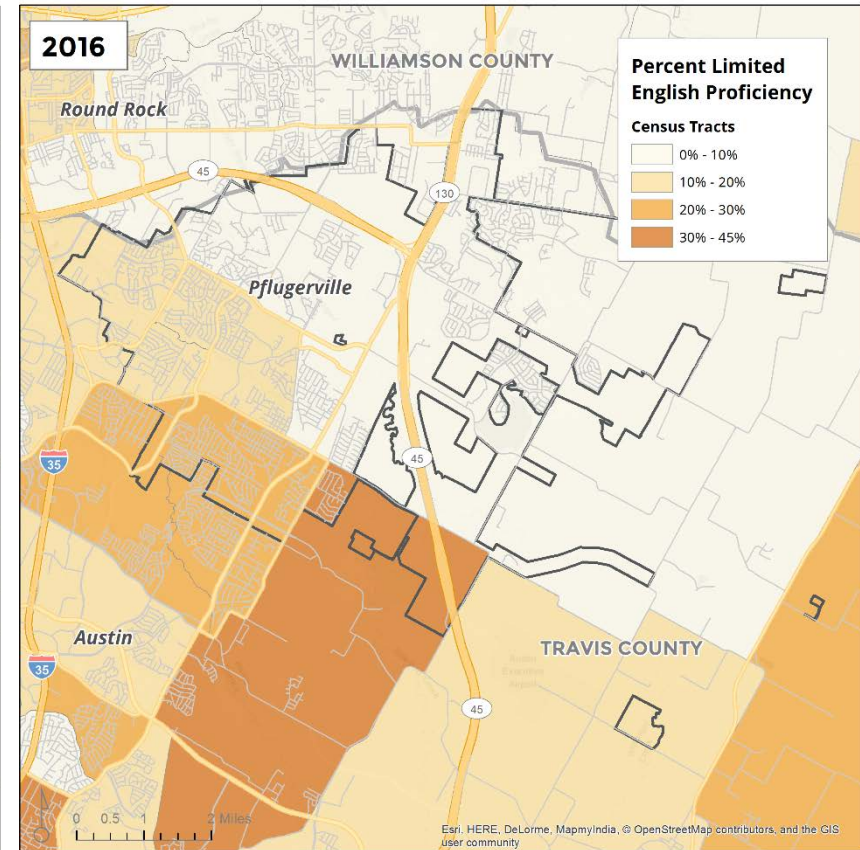 2016
WILLIAMSON COUNTY
Round Rock
Percent Limited
English Proficiency
Census Tracts
0% - 10%
10% - 20%
20% - 30%
30% - 45%
45
130
Pflugerville
45
35
Austin
35
TRAVIS COUNTY
45
0 0.5 1 2 Miles
Esri, HERE, DeLorme, MapmyIndia, © OpenStreetMap contributors, and the GIS
user community